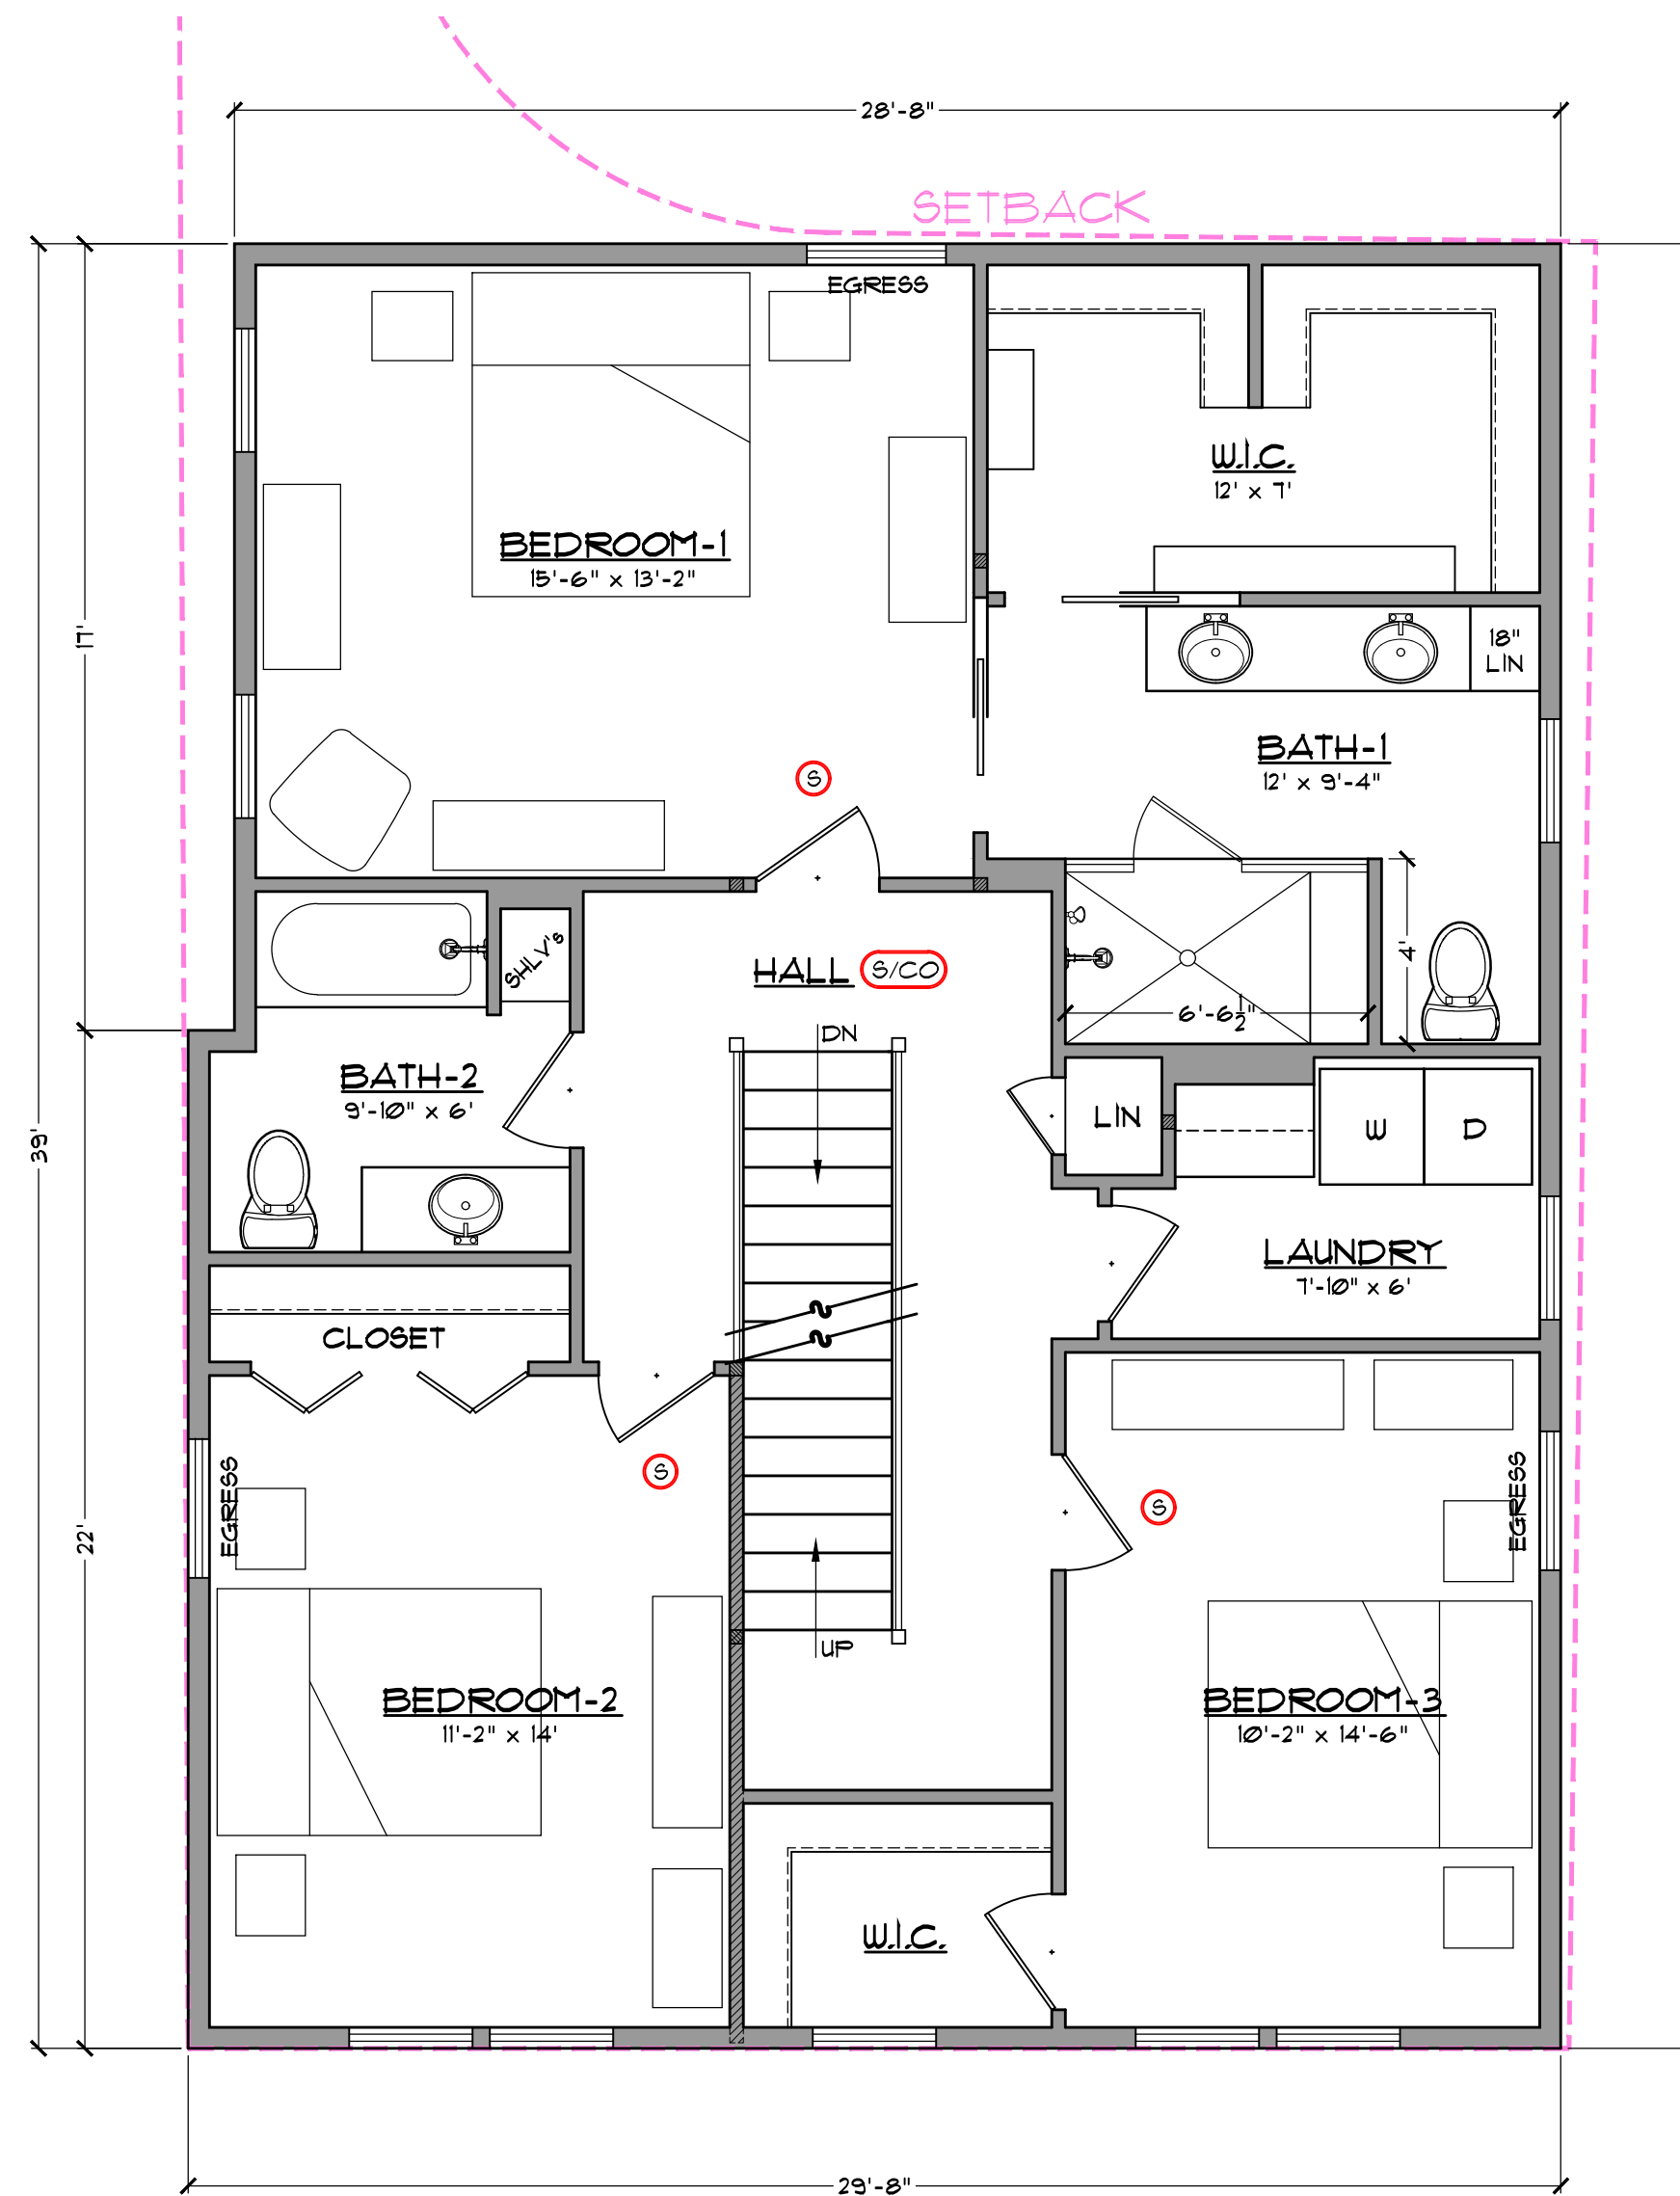 28'-8"
SETBACK
EGRESS
W.I.C.
12' x 7'
BEDROOM-1
15'-6" x 13'-2"
17'
18"
LIN
BATH-1
12' x 9'-4"
S
SHLV's
HALL
S/CO
4'
6'-6 1/2"
DN
BATH-2
9'-10" x 6'
LIN
W
D
39'
LAUNDRY
7'-10" x 6'
CLOSET
S
EGRESS
S
EGRESS
22'
UP
BEDROOM-2
11'-2" x 14'
BEDROOM-3
10'-2" x 14'-6"
W.I.C.
29'-8"